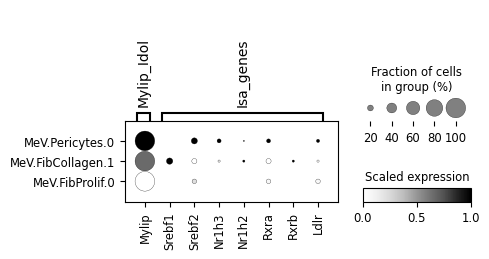 Mylip_Idol
Isa_genes
MeV.Pericytes.0
MeV.FibCollagen.1
MeV.FibProlif.0
Mylip
Srebf1
Srebf2
Nr1h3
Nr1h2
Rxra
Rxrb
Ldlr
Fraction of cells
in group (%)
20 40 60 80 100
Scaled expression
0.0 0.5 1.0